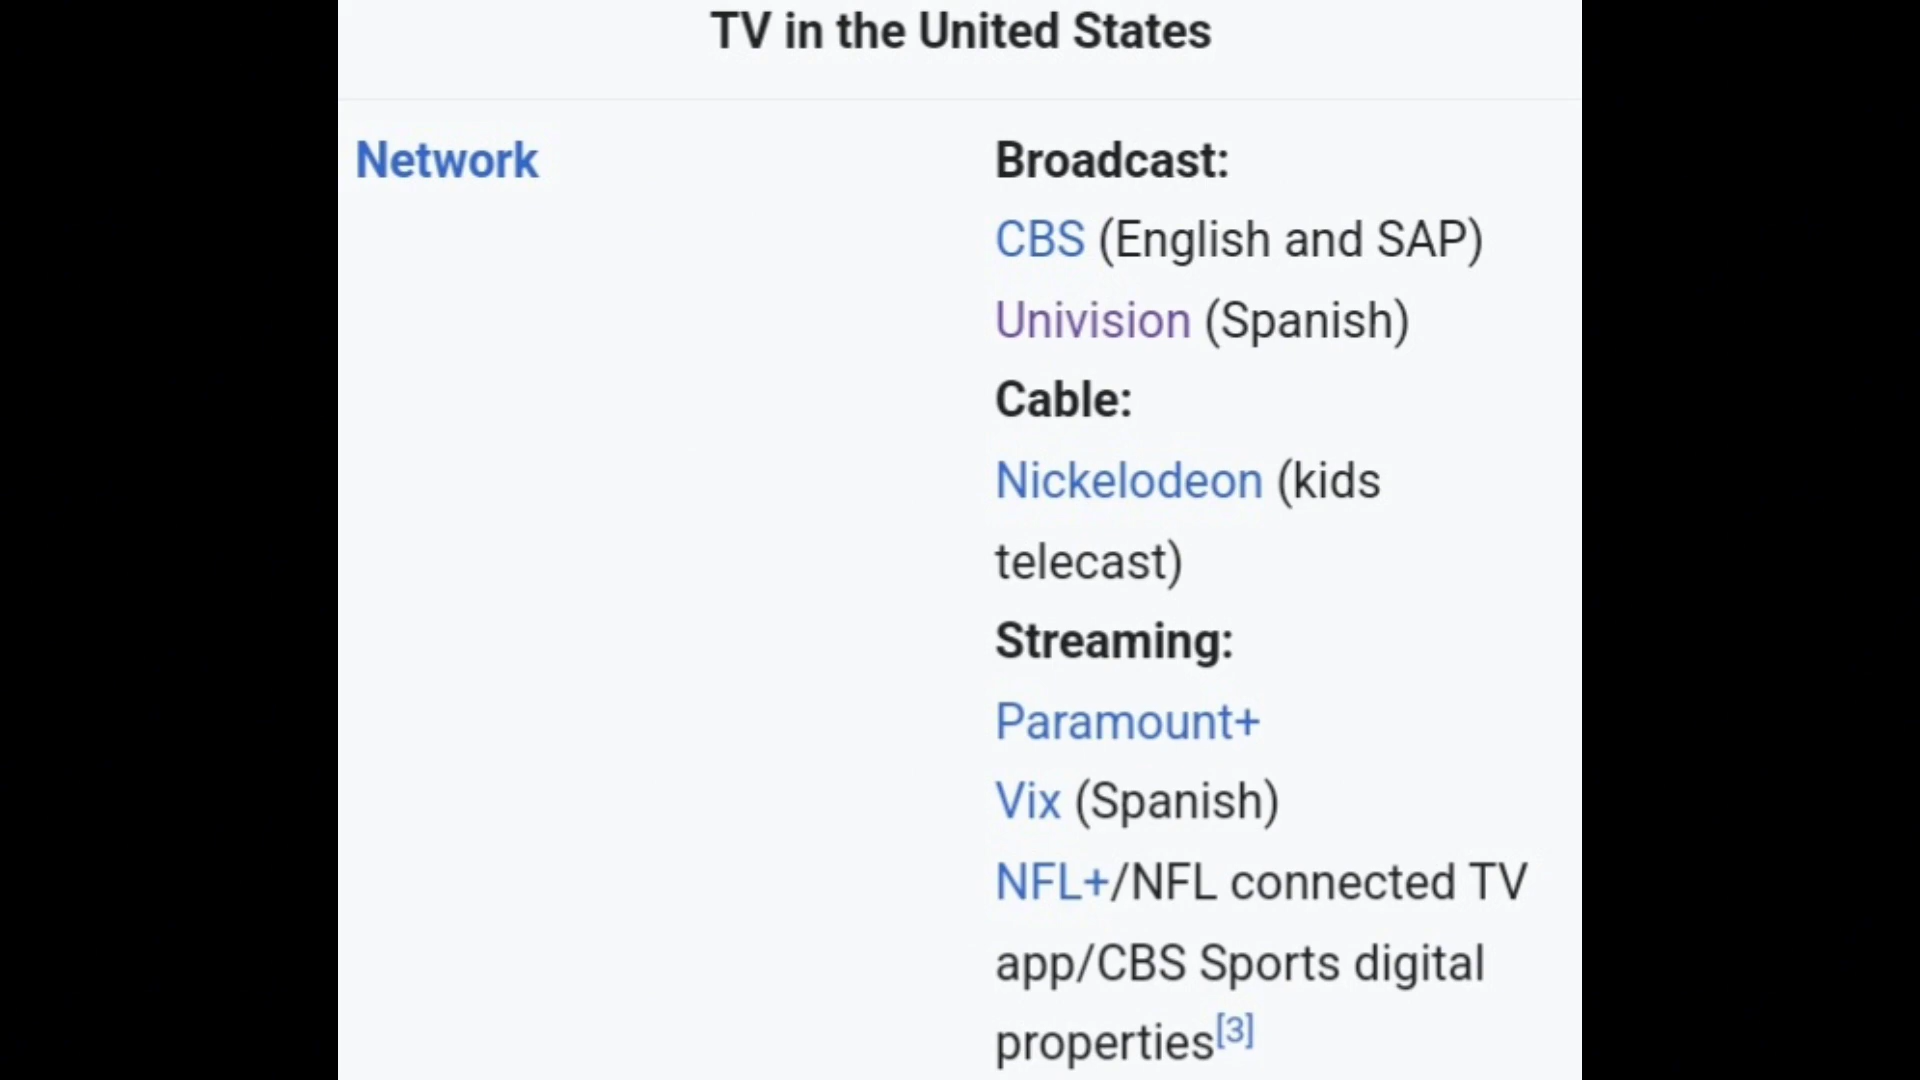 TV in the United States
Network
Broadcast:
CBS (English and SAP)
Univision (Spanish)
Cable:
Nickelodeon (kids
telecast)
Streaming:
Paramount+
Vix (Spanish)
NFL+/NFL connected TV
app/CBS Sports digital
properties[3]